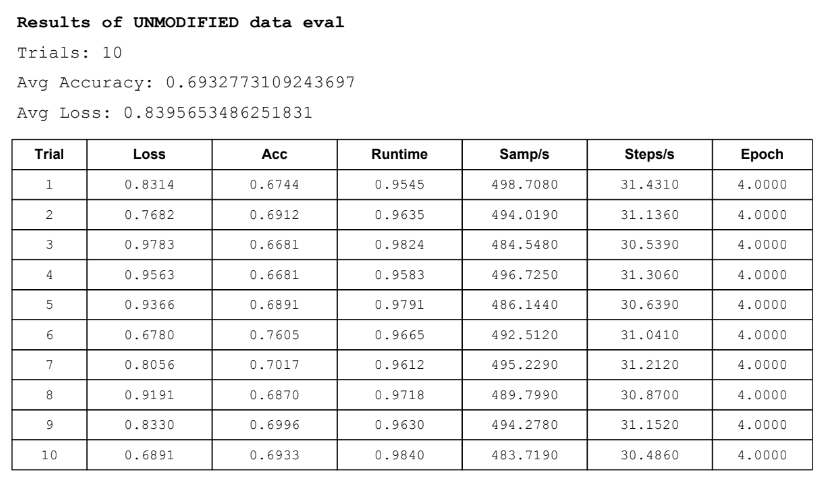 Results of UNMODIFIED data eval
Trials: 10
Avg Accuracy: 0.6932773109243697
Avg Loss: 0.8395653486251831
Trial Loss Acc Runtime Samp/s Steps/s Epoch
1 0.8314 0.6744 0.9545 498.7080 31.4310 4.0000
2 0.7682 0.6912 0.9635 494.0190 31.1360 4.0000
3 0.9783 0.6681 0.9824 484.5480 30.5390 4.0000
4 0.9563 0.6681 0.9583 496.7250 31.3060 4.0000
5 0.9366 0.6891 0.9791 486.1440 30.6390 4.0000
6 0.6780 0.7605 0.9665 492.5120 31.0410 4.0000
7 0.8056 0.7017 0.9612 495.2290 31.2120 4.0000
8 0.9191 0.6870 0.9718 489.7990 30.8700 4.0000
9 0.8330 0.6996 0.9630 494.2780 31.1520 4.0000
10 0.6891 0.6933 0.9840 483.7190 30.4860 4.0000